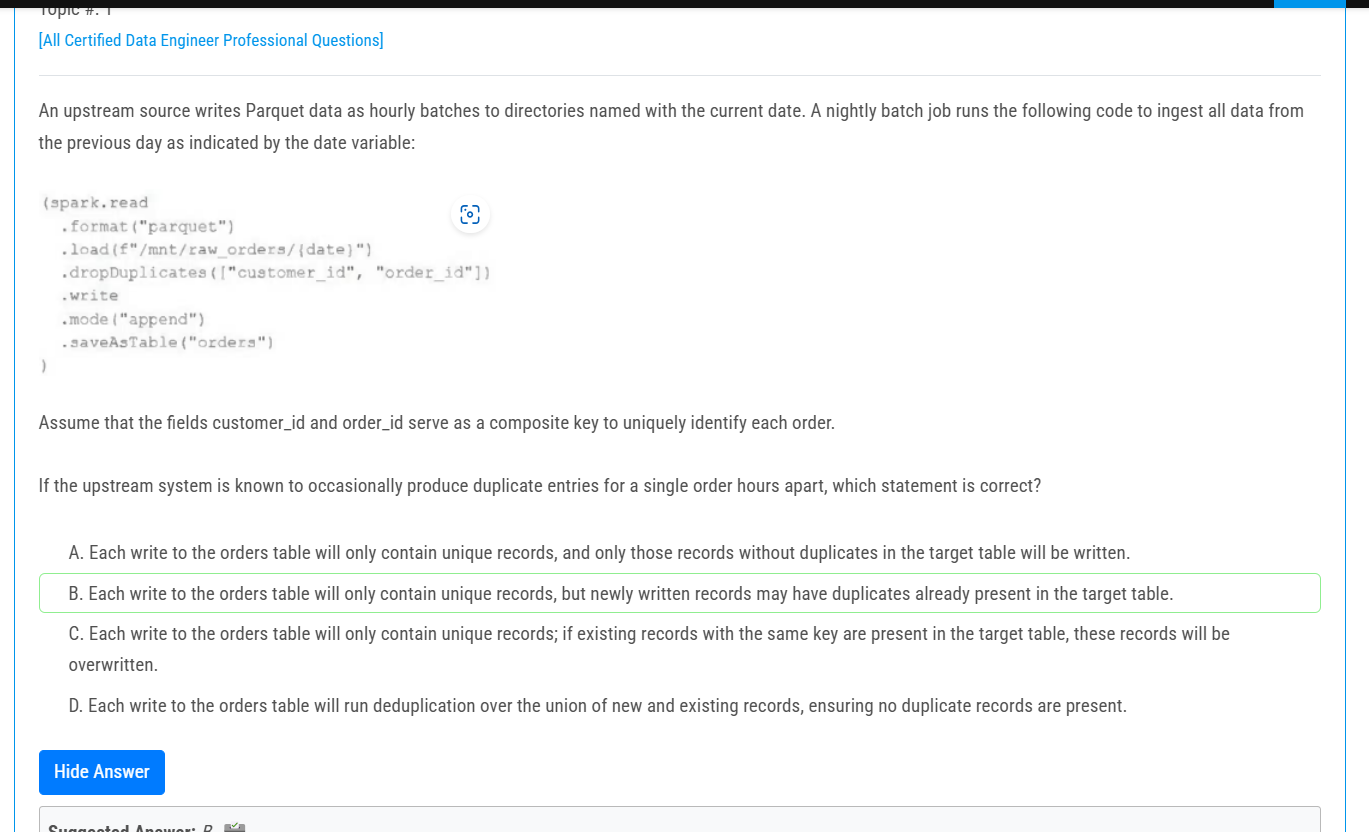 Topic #: 1
[All Certified Data Engineer Professional Questions]
An upstream source writes Parquet data as hourly batches to directories named with the current date. A nightly batch job runs the following code to ingest all data from
the previous day as indicated by the date variable:
(spark.read
.format("parquet")
.load(f"/mnt/raw_orders/{date}")
.dropDuplicates(["customer_id", "order_id"])
.write
.mode("append")
.saveAsTable("orders")
)
Assume that the fields customer_id and order_id serve as a composite key to uniquely identify each order.
If the upstream system is known to occasionally produce duplicate entries for a single order hours apart, which statement is correct?
A. Each write to the orders table will only contain unique records, and only those records without duplicates in the target table will be written.
B. Each write to the orders table will only contain unique records, but newly written records may have duplicates already present in the target table.
C. Each write to the orders table will only contain unique records; if existing records with the same key are present in the target table, these records will be
overwritten.
D. Each write to the orders table will run deduplication over the union of new and existing records, ensuring no duplicate records are present.
Hide Answer
Suggested Answer: B